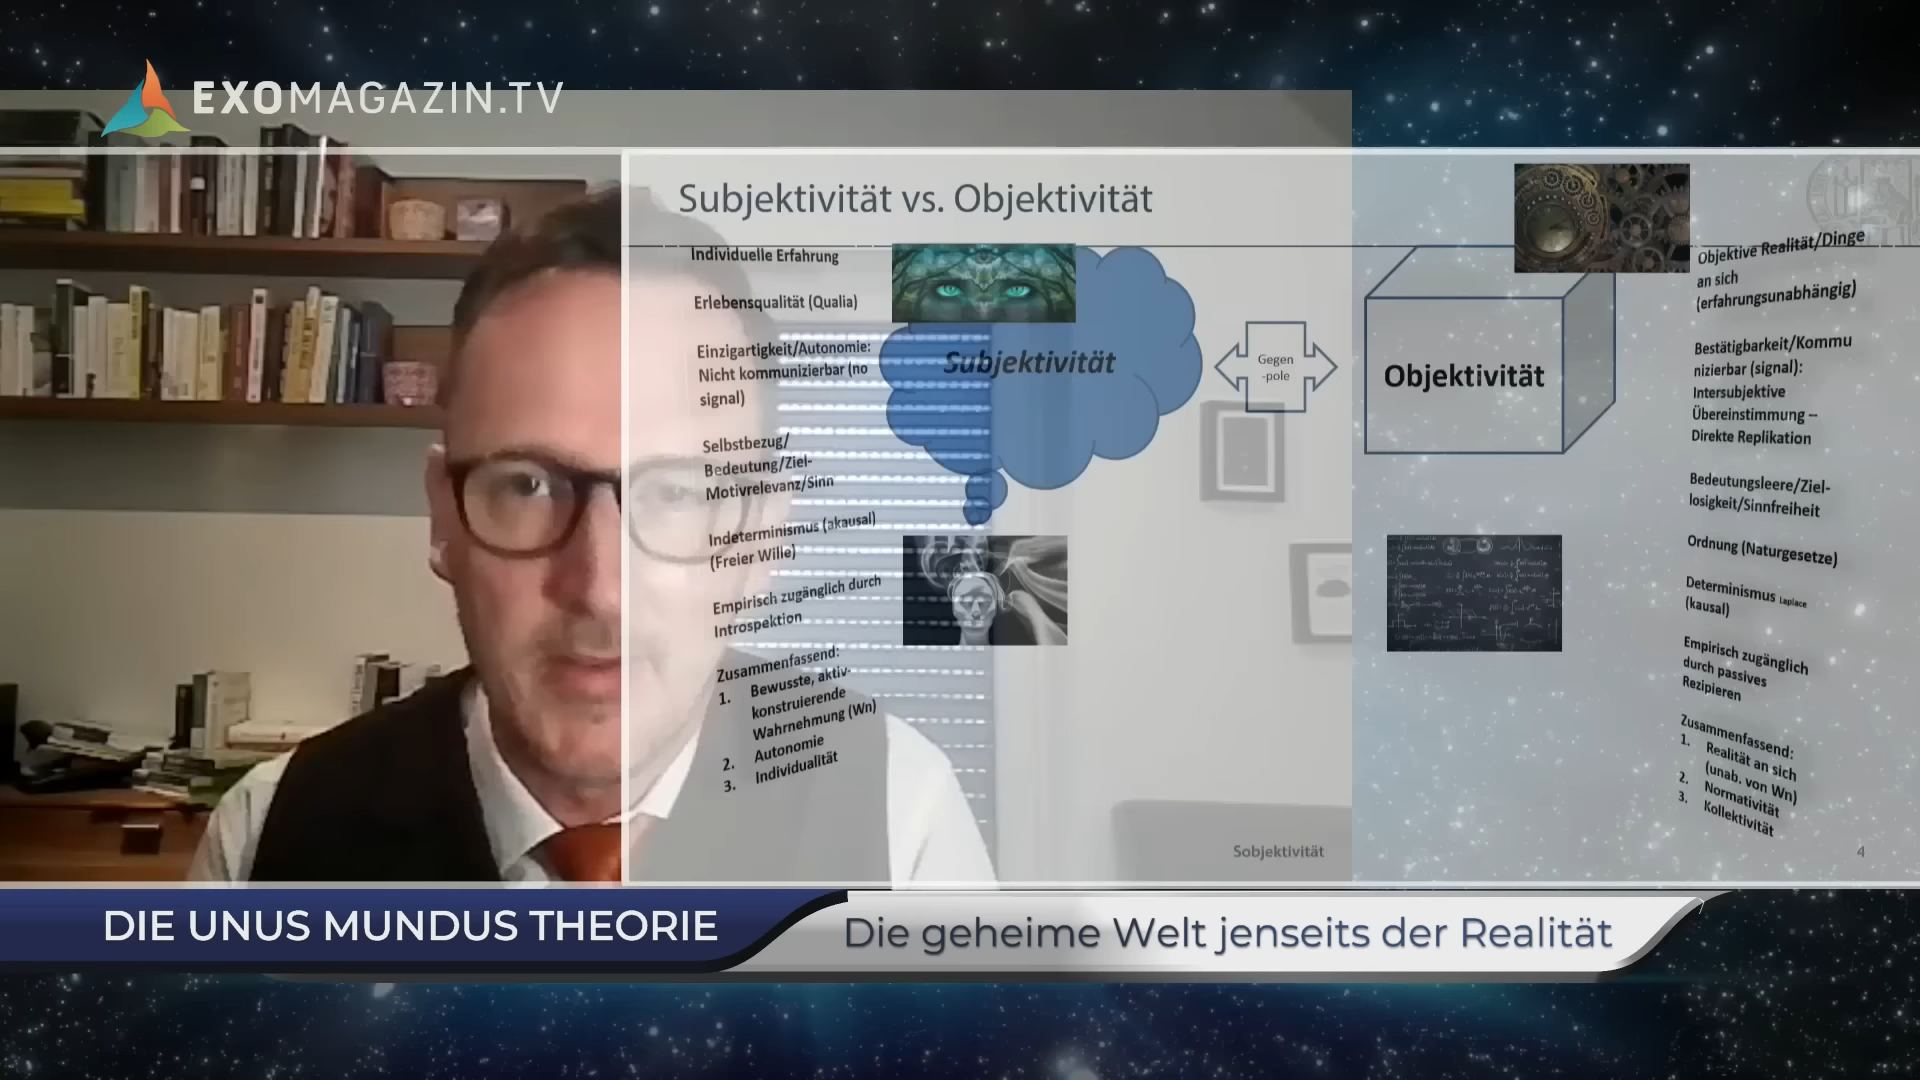 EXOMAGAZIN.TV
Subjektivität vs. Objektivität
Individuelle Erfahrung
Erlebensqualität (Qualia)
Einzigartigkeit/Autonomie:
Nicht kommunizierbar (no
signal)
Selbstbezug/
Bedeutung/Ziel-
Motivrelevanz/Sinn
Indeterminismus (akausal)
(Freier Wille)
Empirisch zugänglich durch
Introspektion
Zusammenfassend:
1. Bewusste, aktiv-
konstruierende
Wahrnehmung (Wn)
2. Autonomie
3. Individualität
Subjektivität
Gegen
-pole
Objektivität
Objektive Realität/Dinge
an sich
(erfahrungsunabhängig)
Bestätigbarkeit/Kommu
nizierbar (signal):
Intersubjektive
Übereinstimmung –
Direkte Replikation
Bedeutungsleere/Ziel-
losigkeit/Sinnfreiheit
Ordnung (Naturgesetze)
Determinismus Laplace
(kausal)
Empirisch zugänglich
durch passives
Rezipieren
Zusammenfassend:
1. Realität an sich
(unab. von Wn)
2. Normativität
3. Kollektivität
Sobjektivität
4
DIE UNUS MUNDUS THEORIE
Die geheime Welt jenseits der Realität